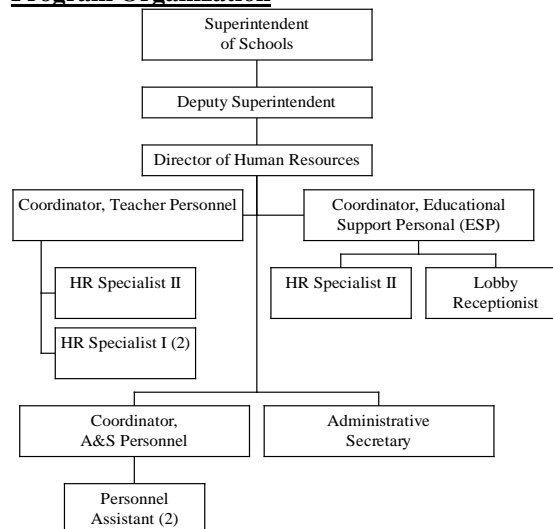 Program Organization
Superintendent
of Schools
Deputy Superintendent
Director of Human Resources
Coordinator, Teacher Personnel
Coordinator, Educational
Support Personal (ESP)
HR Specialist II
HR Specialist II
Lobby
Receptionist
HR Specialist I (2)
Coordinator,
A&S Personnel
Administrative
Secretary
Personnel
Assistant (2)